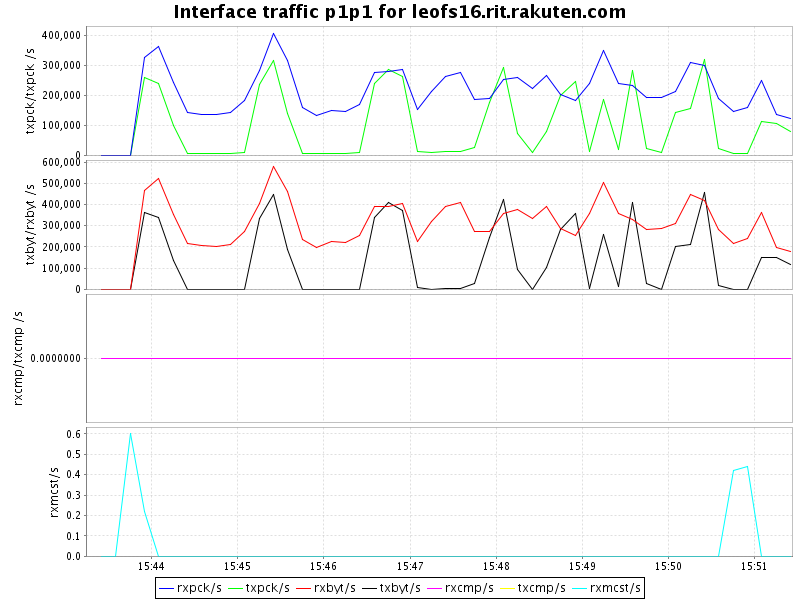 Interface traffic p1p1 for leofs16.rit.rakuten.com
txpck/txpck /s
400,000
300,000
200,000
100,000
0
txbyt/rxbyt /s
600,000
500,000
400,000
300,000
200,000
100,000
0
rxcmp/txcmp /s
0.0000000
rxmcst/s
0.6
0.5
0.4
0.3
0.2
0.1
0.0
15:44 15:45 15:46 15:47 15:48 15:49 15:50 15:51
rxpck/s txpck/s rxbyt/s txbyt/s rxcmp/s txcmp/s rxmcst/s